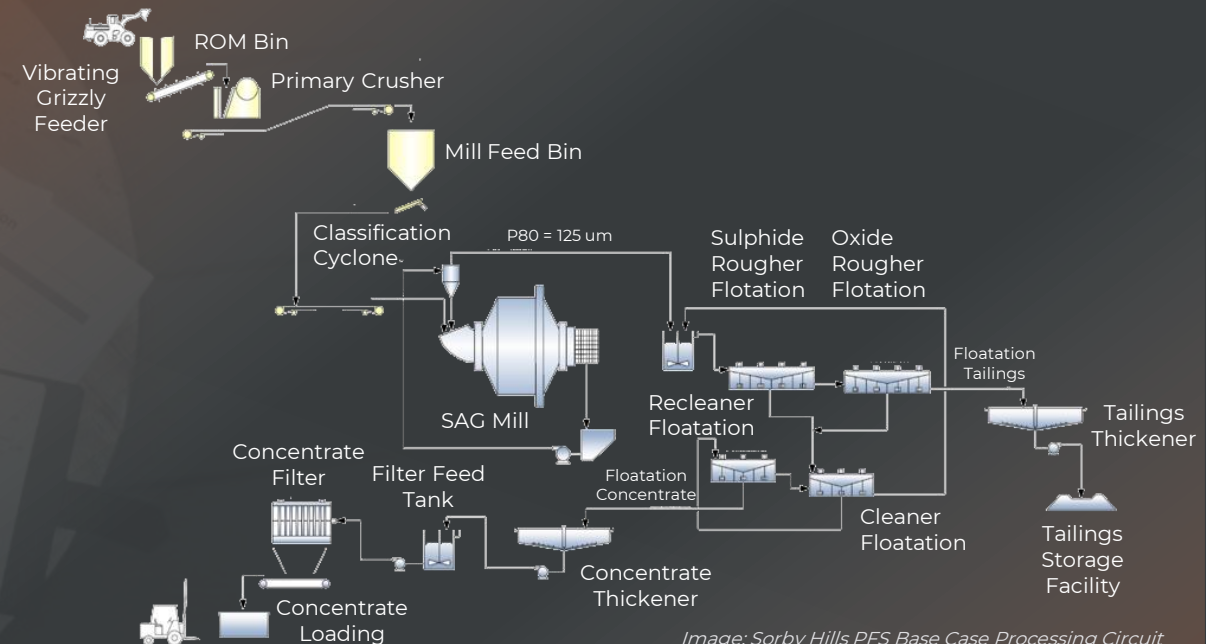 ROM Bin
Vibrating
Grizzly
Feeder
Primary Crusher
Mill Feed Bin
Classification
Cyclone
P80 = 125 um
Sulphide
Rougher
Flotation
Oxide
Rougher
Flotation
Floatation
Tailings
SAG Mill
Recleaner
Floatation
Tailings
Thickener
Concentrate
Filter
Filter Feed
Tank
Floatation
Concentrate
Cleaner
Floatation
Tailings
Storage
Facility
Concentrate
Thickener
Concentrate
Loading
Image: Sorby Hills PFS Base Case Processing Circuit